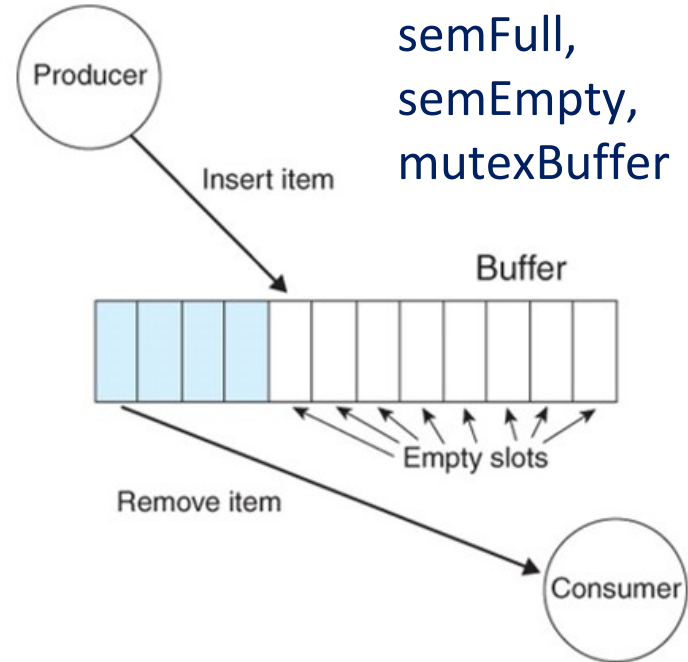 semFull,
semEmpty,
mutexBuffer
Producer
Insert item
Buffer
Empty slots
Remove item
Consumer